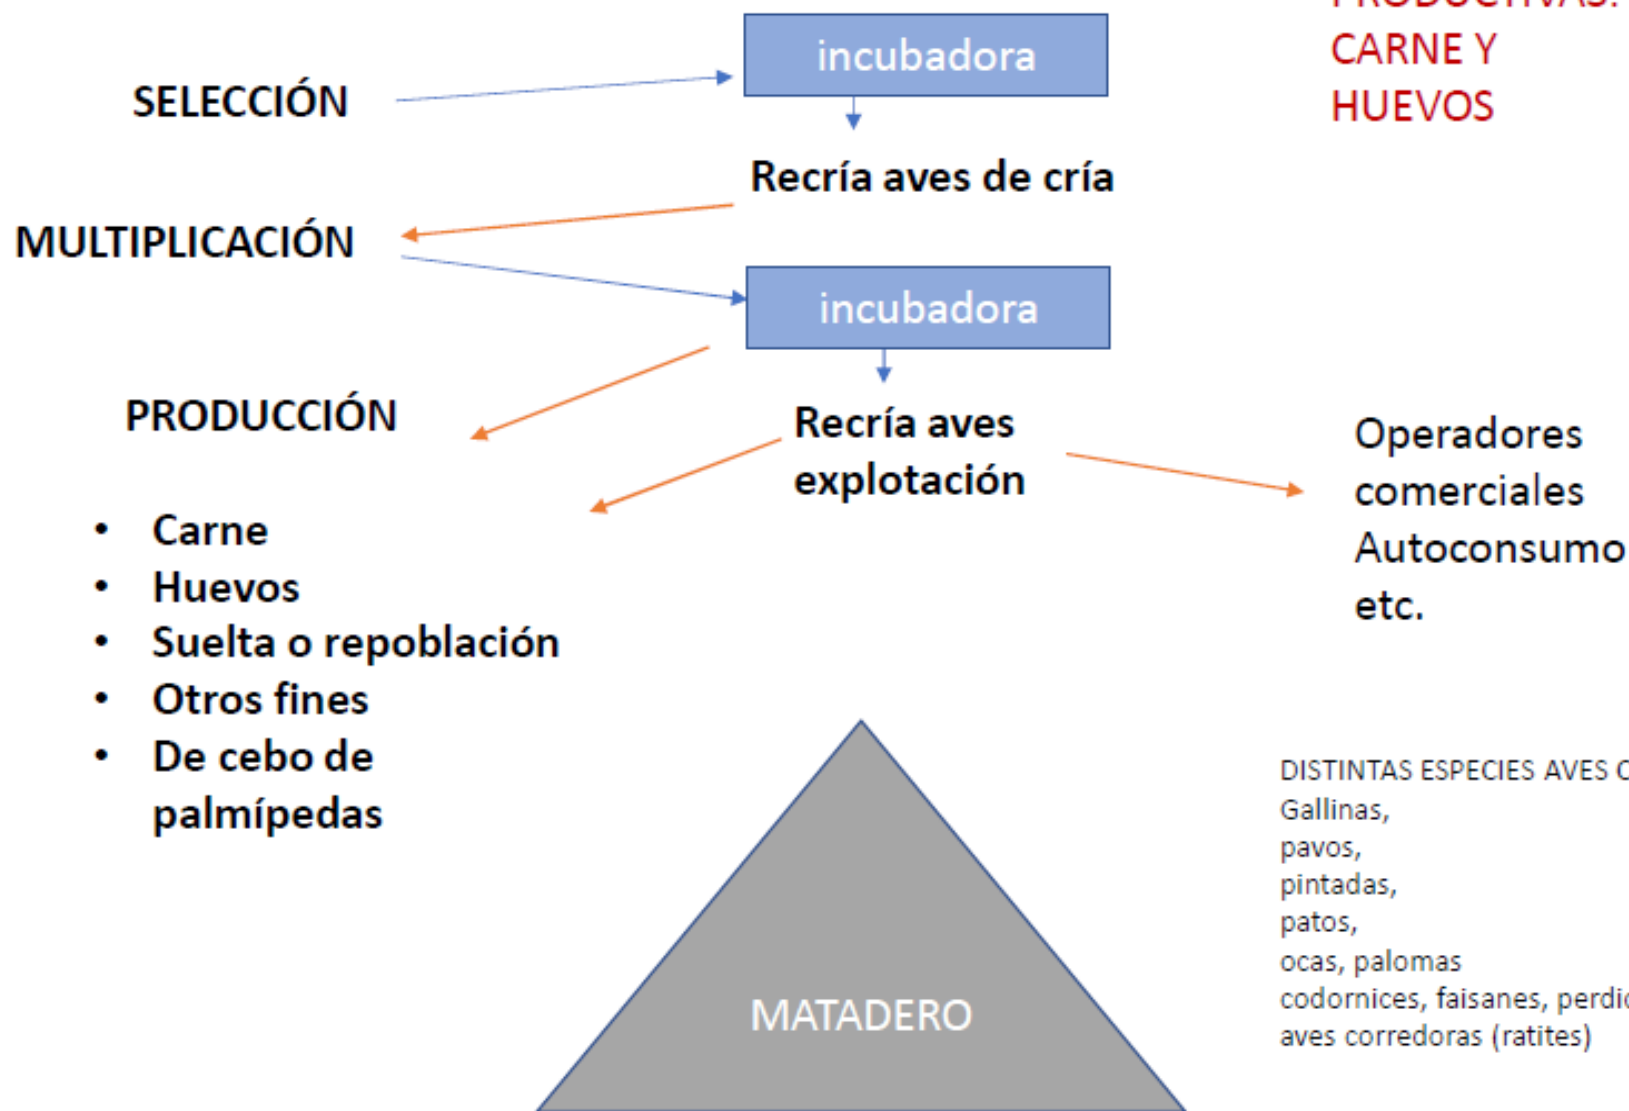 PRODUCTIVAS:
CARNE Y
HUEVOS
incubadora
SELECCIÓN
Recría aves de cría
MULTIPLICACIÓN
incubadora
PRODUCCIÓN
Recría aves
explotación
Operadores
comerciales
Autoconsumo
etc.
• Carne
• Huevos
• Suelta o repoblación
• Otros fines
• De cebo de
palmípedas
MATADERO
DISTINTAS ESPECIES AVES
Gallinas,
pavos,
pintadas,
patos,
ocas, palomas
codornices, faisanes,
aves corredoras (ratites)